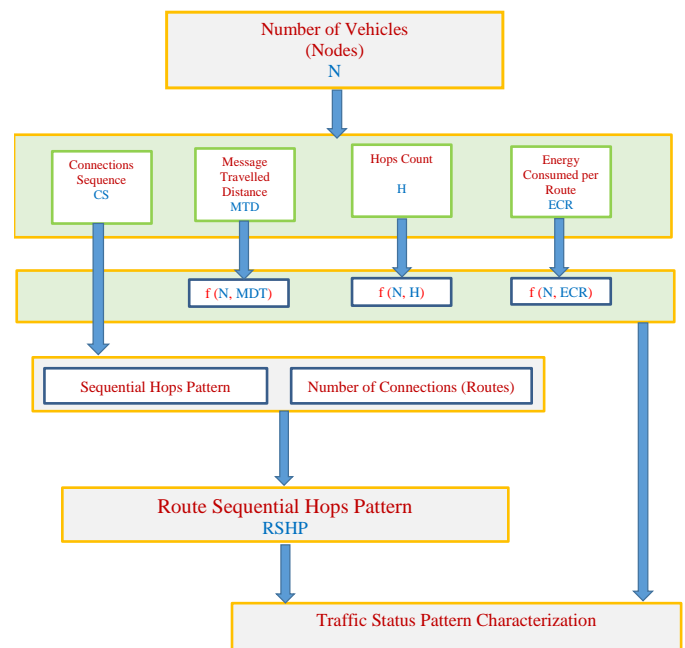 Number of Vehicles
(Nodes)
N
Connections
Sequence
CS
Message
Travelled
Distance
MTD
Hops Count
H
Energy
Consumed per
Route
ECR
f (N, MDT)
f (N, H)
f (N, ECR)
Sequential Hops Pattern
Number of Connections (Routes)
Route Sequential Hops Pattern
RSHP
Traffic Status Pattern Characterization